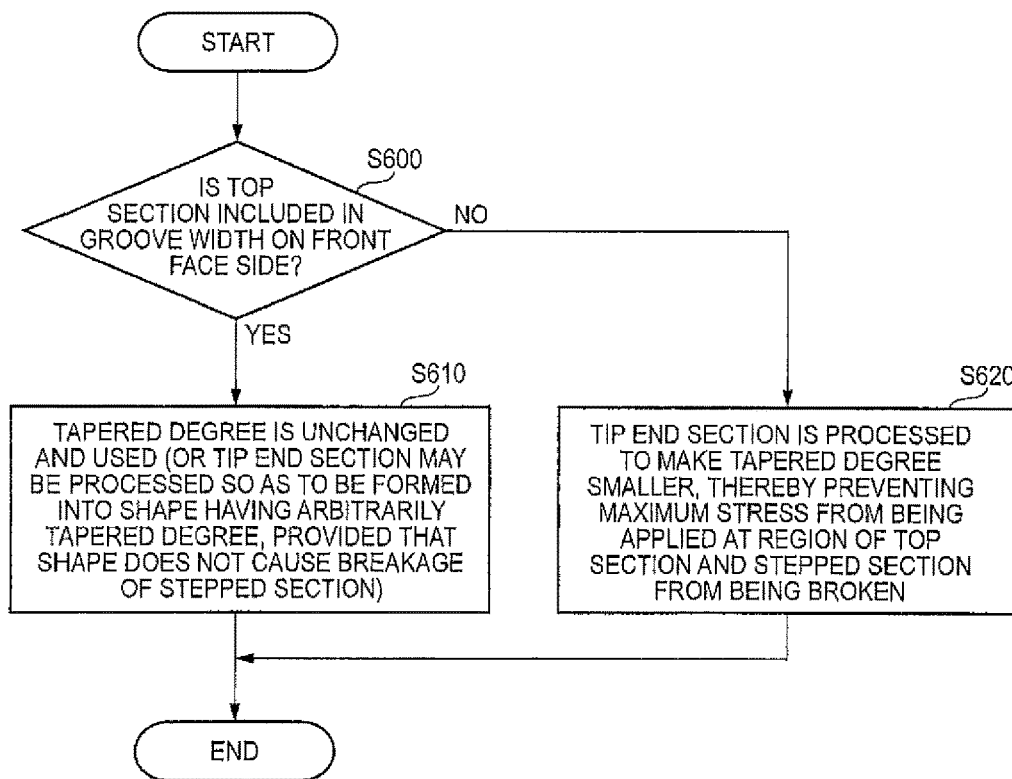 START
S600
IS TOP
SECTION INCLUDED IN
GROOVE WIDTH ON FRONT
FACE SIDE?
NO
YES
S610
TAPERED DEGREE IS UNCHANGED
AND USED (OR TIP END SECTION MAY
BE PROCESSED SO AS TO BE FORMED
INTO SHAPE HAVING ARBITRARILY
TAPERED DEGREE, PROVIDED THAT
SHAPE DOES NOT CAUSE BREAKAGE
OF STEPPED SECTION)
S620
TIP END SECTION IS PROCESSED
TO MAKE TAPERED DEGREE
SMALLER, THEREBY PREVENTING
MAXIMUM STRESS FROM BEING
APPLIED AT REGION OF TOP
SECTION AND STEPPED SECTION
FROM BEING BROKEN
END